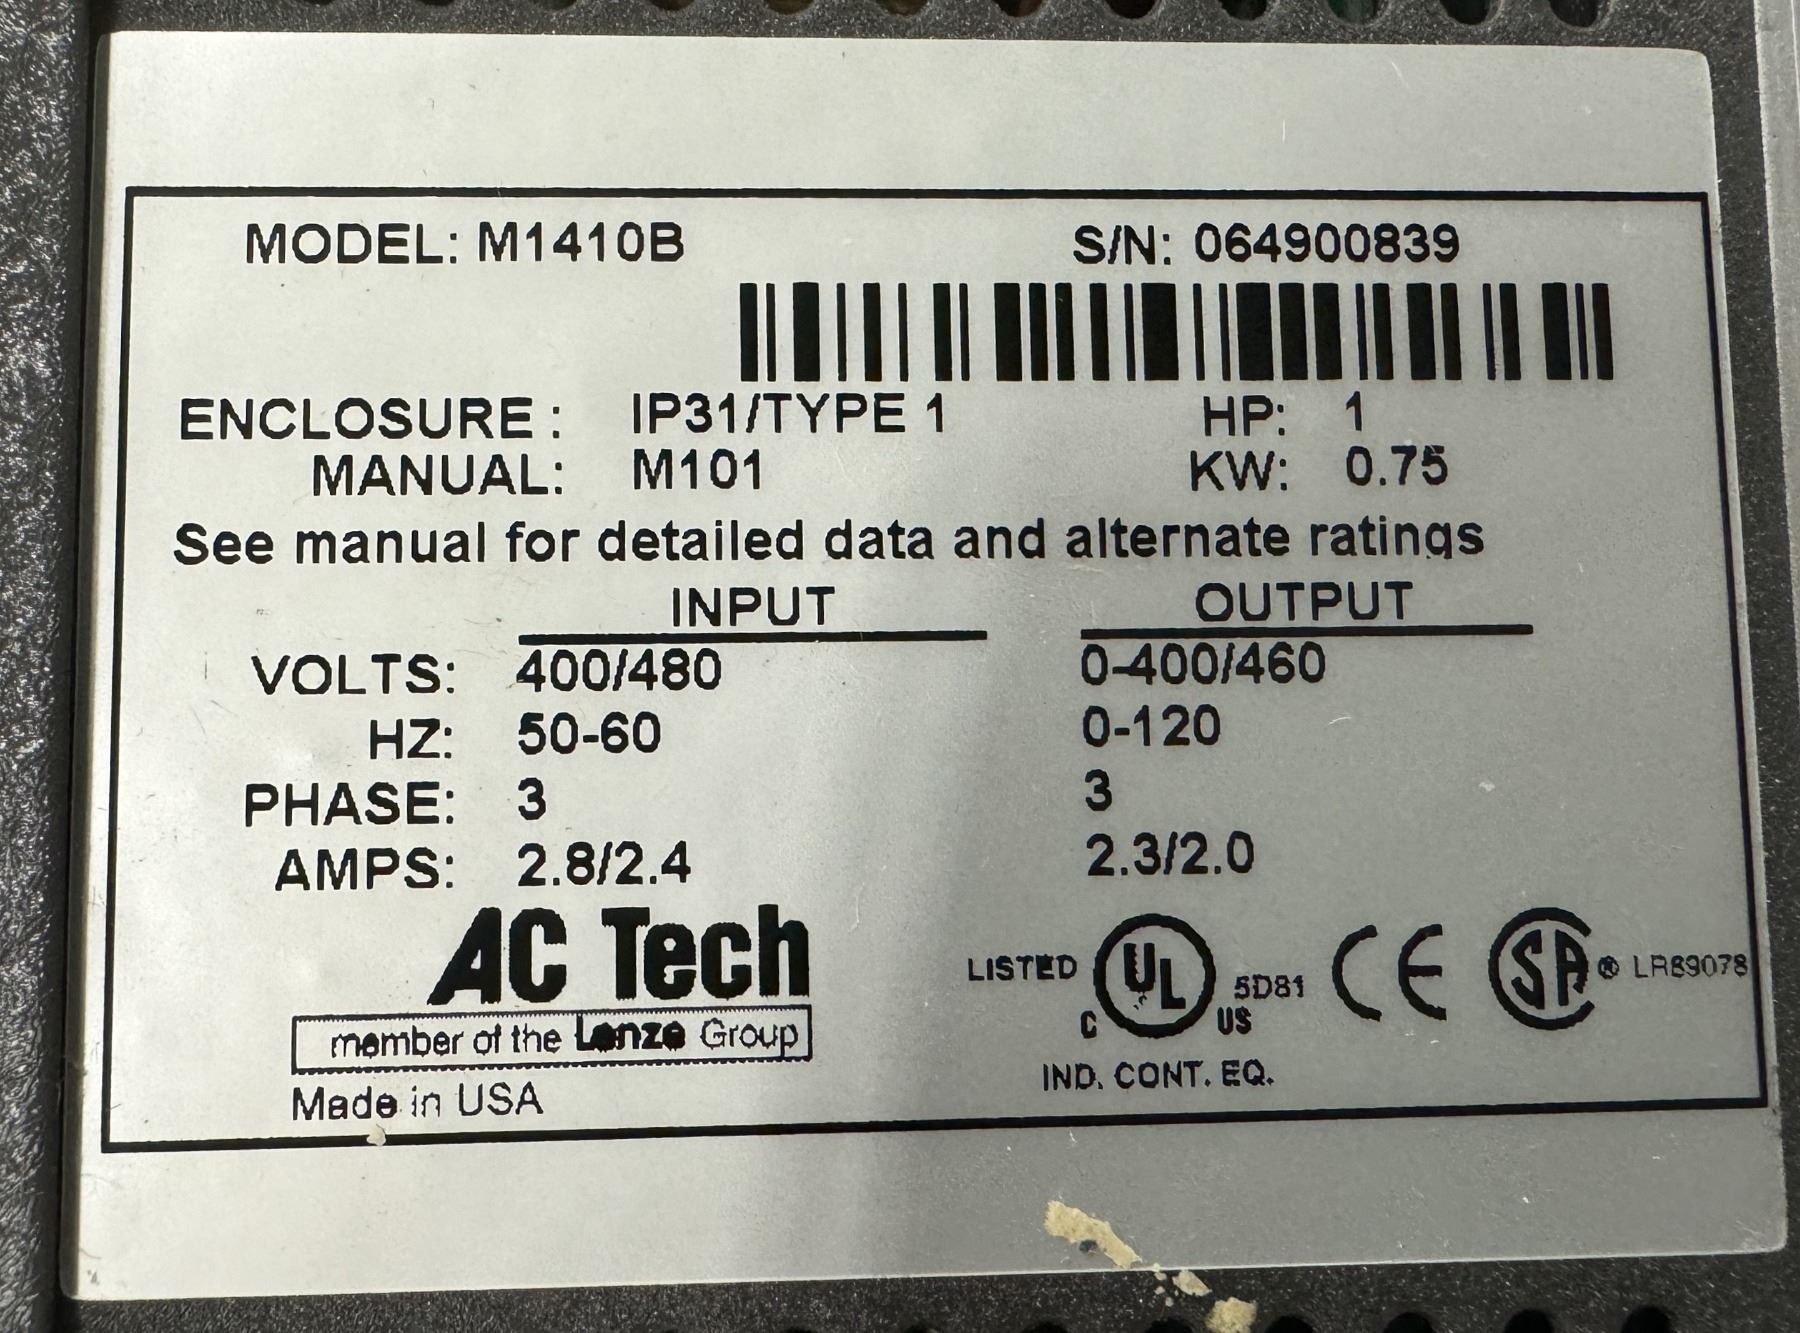 MODEL: M1410B S/N: 064900839
ENCLOSURE: IP31/TYPE 1 HP: 1
MANUAL: M101 KW: 0.75
See manual for detailed data and alternate ratings
INPUT OUTPUT
VOLTS: 400/480 0-400/460
HZ: 50-60 0-120
PHASE: 3 3
AMPS: 2.8/2.4 2.3/2.0
AC Tech
member of the Lenze Group
Made in USA
LISTED C UL US 5D81 CE SA ® LR69078
IND. CONT. EQ.